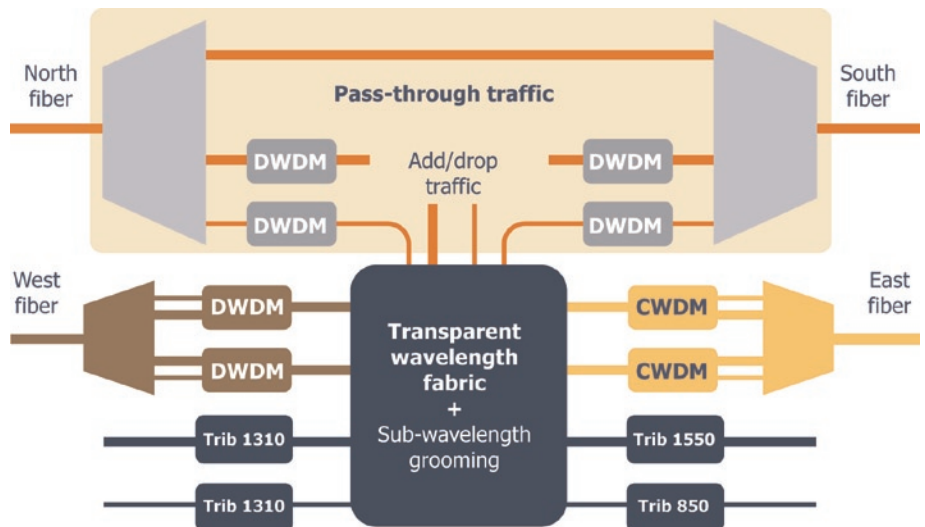 North
fiber
South
fiber
Pass-through traffic
DWDM
Add/drop
traffic
DWDM
DWDM
DWDM
West
fiber
East
fiber
DWDM
CWDM
Transparent
wavelength
fabric
+
Sub-wavelength
grooming
DWDM
CWDM
Trib 1310
Trib 1550
Trib 1310
Trib 850